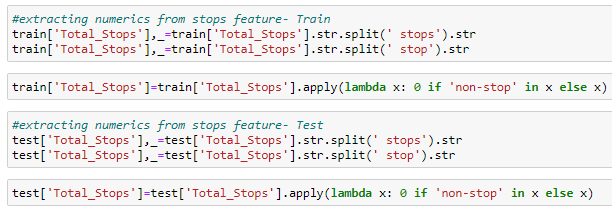 #extracting numerics from stops feature- Train
train['Total_Stops'],_=train['Total_Stops'].str.split(' stops').str
train['Total_Stops'],_=train['Total_Stops'].str.split(' stop').str
train['Total_Stops']=train['Total_Stops'].apply(lambda x: 0 if 'non-stop' in x else x)
#extracting numerics from stops feature- Test
test['Total_Stops'],_=test['Total_Stops'].str.split(' stops').str
test['Total_Stops'],_=test['Total_Stops'].str.split(' stop').str
test['Total_Stops']=test['Total_Stops'].apply(lambda x: 0 if 'non-stop' in x else x)